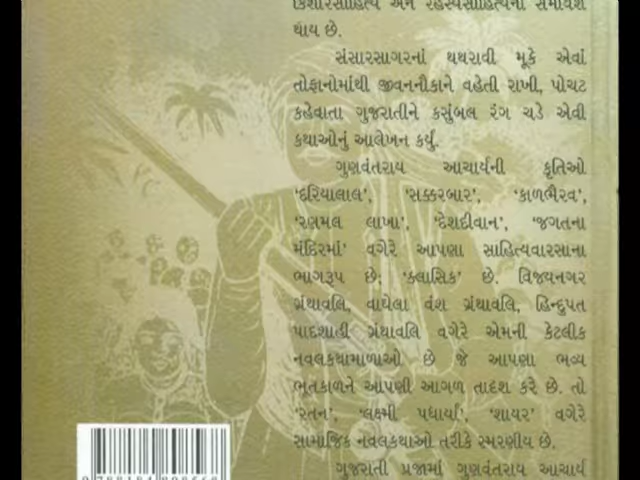 કિશોરસાહિત્ય અને રહસ્યસાહિત્યનો સમાવેશ
થાય છે.
સંસારસાગરનાં થથરાવી મૂકે એવાં
તોફાનોમાંથી જીવનનૌકાને વહેતી રાખી, પોચટ
કહેવાતા ગુજરાતીને કસુંબલ રંગ ચડે એવી
કથાઓનું આલેખન કર્યું.
ગુણવંતરાય આચાર્યની કૃતિઓ
‘દરિયાલાલ’, ‘સક્કરબાર’, ‘કાળભૈરવ’,
‘રણમલ લાખા’, ‘દેશદીવાન’, ‘જગતના
મંદિરમાં’ વગેરે આપણા સાહિત્યવારસાના
ભાગરૂપ છે; ‘ક્લાસિક’ છે. વિજયનગર
ગ્રંથાવલિ, વાઘેલા વંશ ગ્રંથાવલિ, હિન્દુપત
પાદશાહી ગ્રંથાવલિ વગેરે એમની કેટલીક
નવલકથામાળાઓ છે જે આપણા ભવ્ય
ભૂતકાળને આપણી આગળ તાદશ કરે છે. તો
‘રતન’, ‘લક્ષ્મી પધાર્યા’, ‘શાયર’ વગેરે
સામાજિક નવલકથાઓ તરીકે સ્મરણીય છે.
ગુજરાતી પ્રજામાં ગુણવંતરાય આચાર્ય